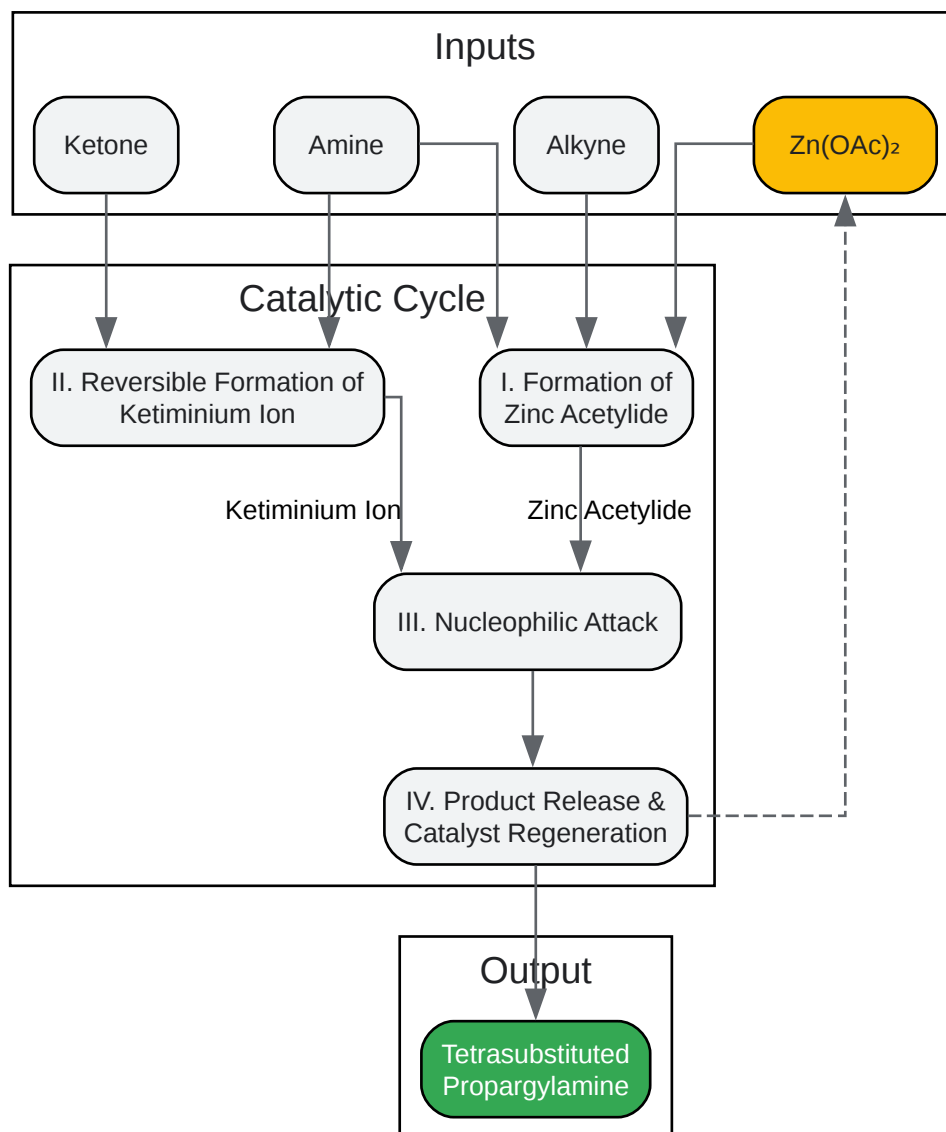 Inputs
Ketone
Amine
Alkyne
Zn(OAc)₂
Catalytic Cycle
II. Reversible Formation of
Ketiminium Ion
I. Formation of
Zinc Acetylide
Ketiminium Ion
Zinc Acetylide
III. Nucleophilic Attack
IV. Product Release &
Catalyst Regeneration
Output
Tetrasubstituted
Propargylamine